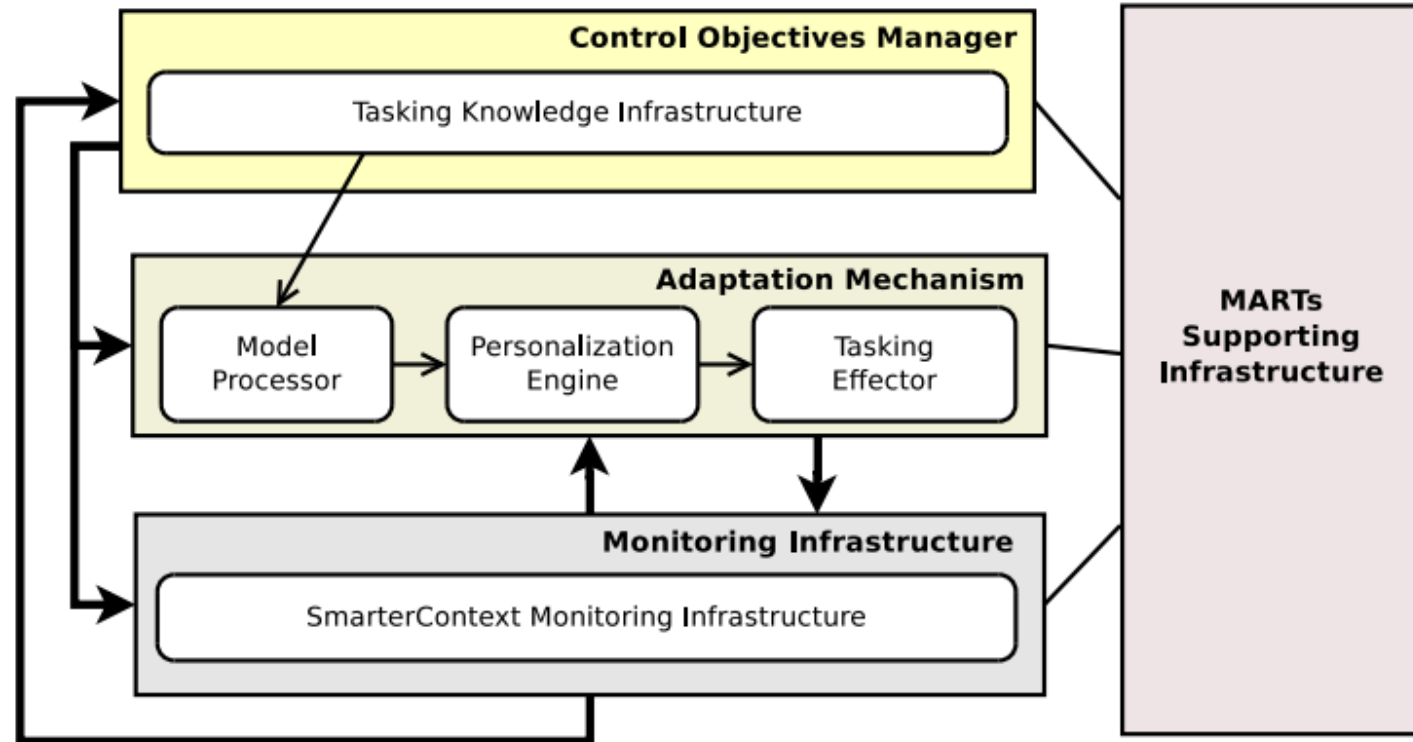 Control Objectives Manager
Tasking Knowledge Infrastructure
Adaptation Mechanism
Model
Processor
Personalization
Engine
Tasking
Effector
Monitoring Infrastructure
SmarterContext Monitoring Infrastructure
MARTs
Supporting
Infrastructure